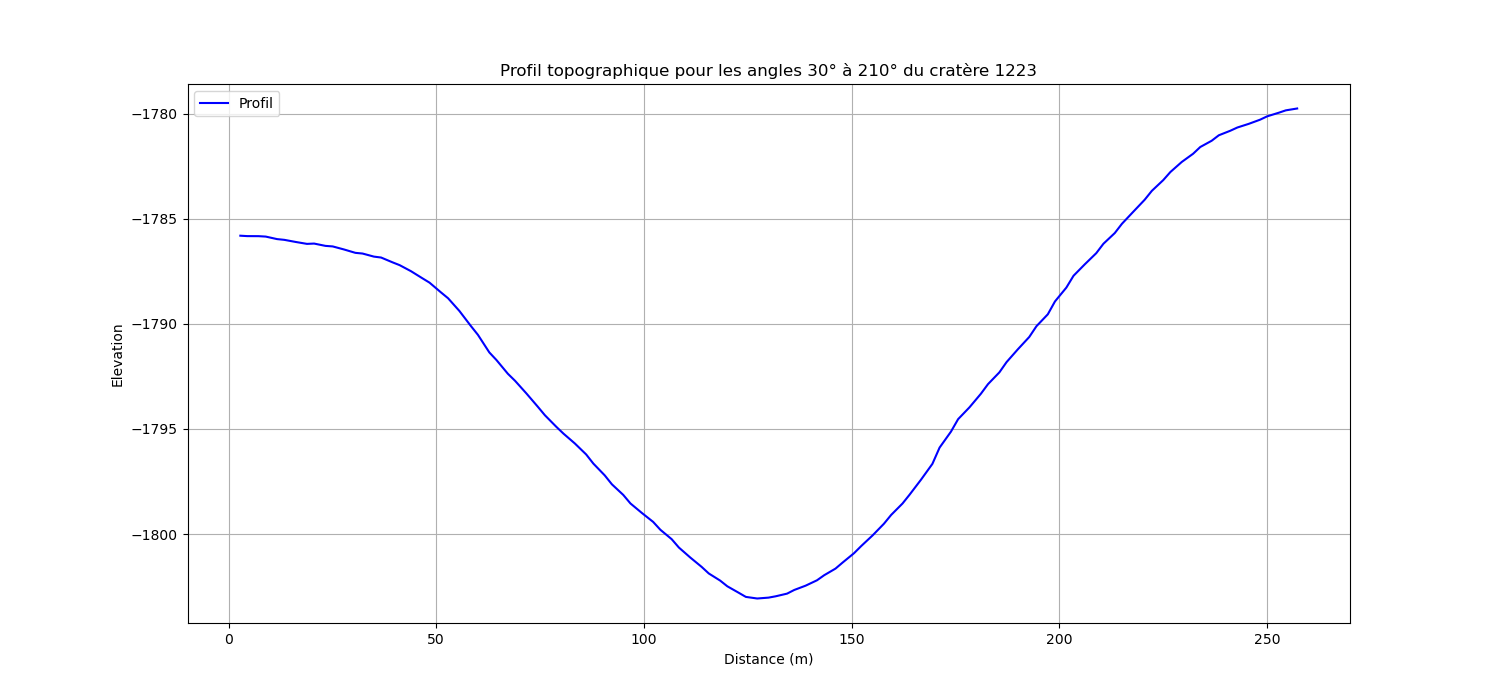 Profil topographique pour les angles 30° à 210° du cratère 1223
Profil
−1780
−1785
−1790
−1795
−1800
Elevation
0 50 100 150 200 250
Distance (m)